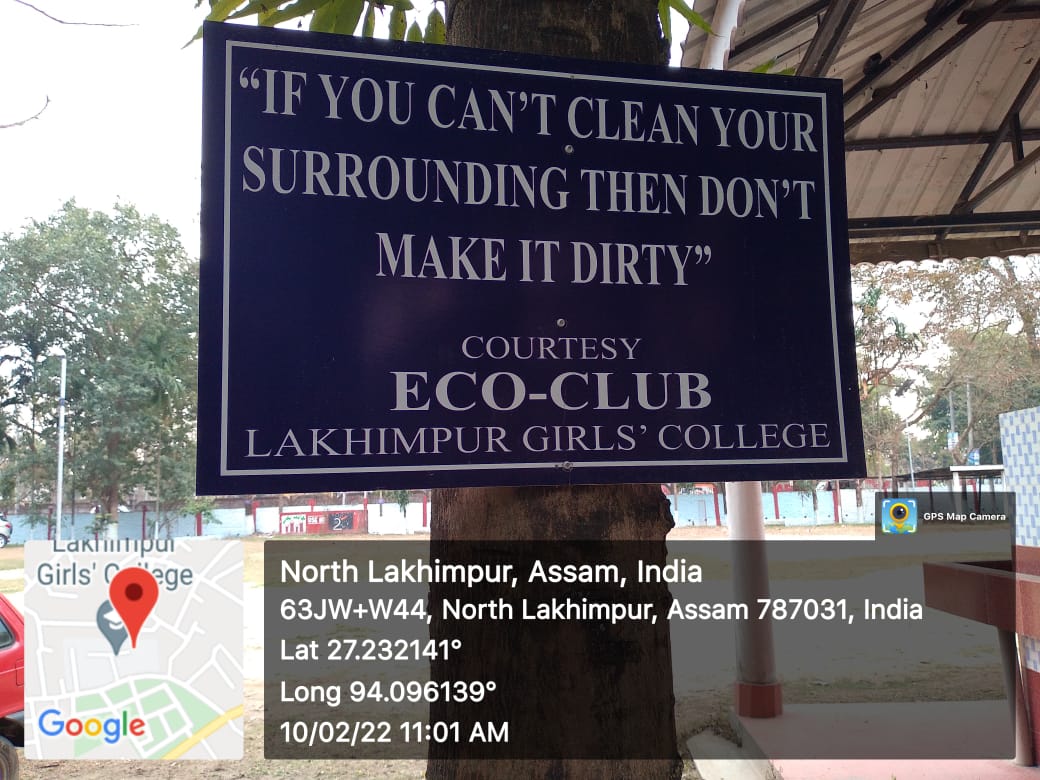 “IF YOU CAN’T CLEAN YOUR
SURROUNDING THEN DON’T
MAKE IT DIRTY”
COURTESY
ECO-CLUB
LAKHIMPUR GIRLS’ COLLEGE
GPS Map Camera
Lakhimpur
Girls' College
Google
North Lakhimpur, Assam, India
63JW+W44, North Lakhimpur, Assam 787031, India
Lat 27.232141°
Long 94.096139°
10/02/22 11:01 AM